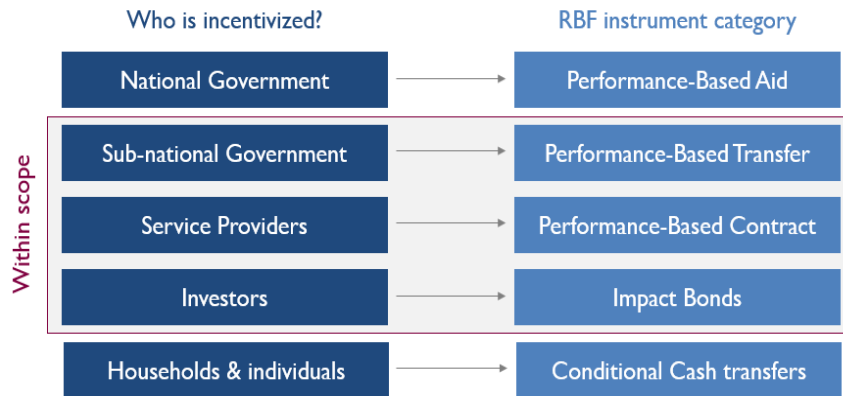 Who is incentivized?
RBF instrument category
National Government
Performance-Based Aid
Within scope
Sub-national Government
Performance-Based Transfer
Service Providers
Performance-Based Contract
Investors
Impact Bonds
Households & individuals
Conditional Cash transfers